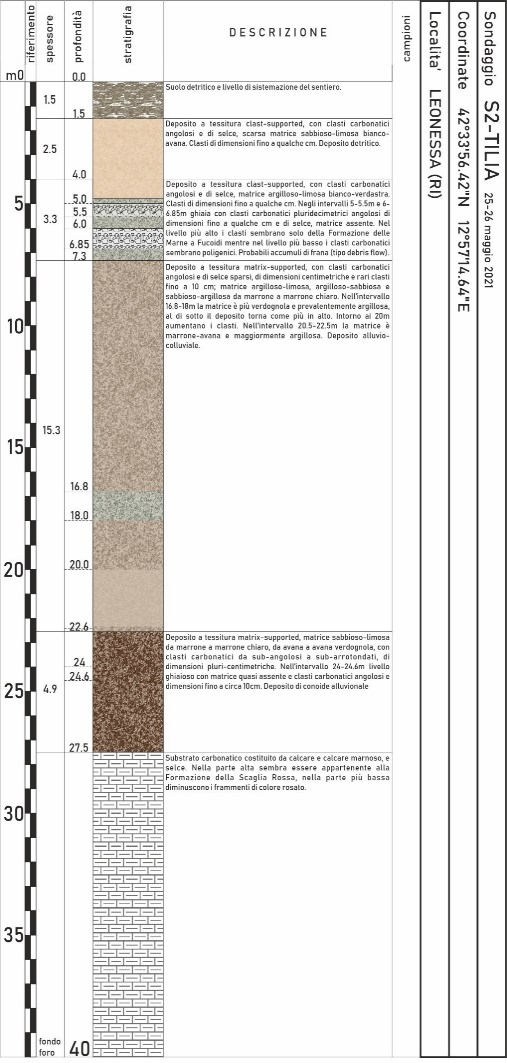 riferimento
spessore
profondità
stratigrafia
DESCRIZIONE
campioni
m0
0.0
Suolo detritico e livello di sistemazione del sentiero.
1.5
1.5
Deposito a tessitura clast-supported, con clasti carbonatici
angolosi e di selce, scarsa matrice sabbioso-limosa bianco-
avana. Clasti di dimensioni fino a qualche cm. Deposito detritico.
2.5
4.0
Deposito a tessitura clast-supported, con clasti carbonatici
angolosi e di selce, matrice argilloso-limosa bianco-verdastra.
Clasti di dimensioni fino a qualche cm. Negli intervalli 5-5.5m e 6-
6.85m ghiaia con clasti carbonatici pluridecimetrici angolosi di
dimensioni fino a qualche cm e di selce, matrice assente. Nel
livello più alto i clasti sembrano solo della Formazione delle
Marne a Fucoidi mentre nel livello più basso i clasti carbonatici
sembrano poligenici. Probabili accumuli di frana (tipo debris flow).
5
5.0
5.5
3.3
6.0
6.85
7.3
Deposito a tessitura matrix-supported, con clasti carbonatici
angolosi e di selce sparsi, di dimensioni centimetriche e rari clasti
fino a 10 cm; matrice argilloso-limosa, argilloso-sabbiosa e
sabbioso-argillosa da marrone a marrone chiaro. Nell'intervallo
16.8-18m la matrice è più verdognola e prevalentemente argillosa,
al di sotto il deposito torna come più in alto. Intorno ai 20m
aumentano i clasti. Nell'intervallo 20.5-22.5m la matrice è
marrone-avana e maggiormente argillosa. Deposito alluvio-
colluviale.
10
15.3
15
16.8
18.0
20.0
20
22.6
Deposito a tessitura matrix-supported, matrice sabbioso-limosa
da marrone a marrone chiaro, da avana a avana verdognola, con
clasti carbonatici da sub-angolosi a sub-arrotondati, di
dimensioni pluri-centimetriche. Nell'intervallo 24-24.6m livello
ghiaioso con matrice quasi assente e clasti carbonatici angolosi e
dimensioni fino a circa 10cm. Deposito di conoide alluvionale
24
24.6
4.9
25
27.5
Substrato carbonatico costituito da calcare e calcare marnoso, e
selce. Nella parte alta sembra essere appartenente alla
Formazione della Scaglia Rossa, nella parte più bassa
diminuscono i frammenti di colore rosato.
30
35
fondo
foro
40
Sondaggio S2-TILIA 25-26 maggio 2021
Coordinate 42°33'56.42"N 12°57'14.64"E
Localita' LEONESSA (RI)